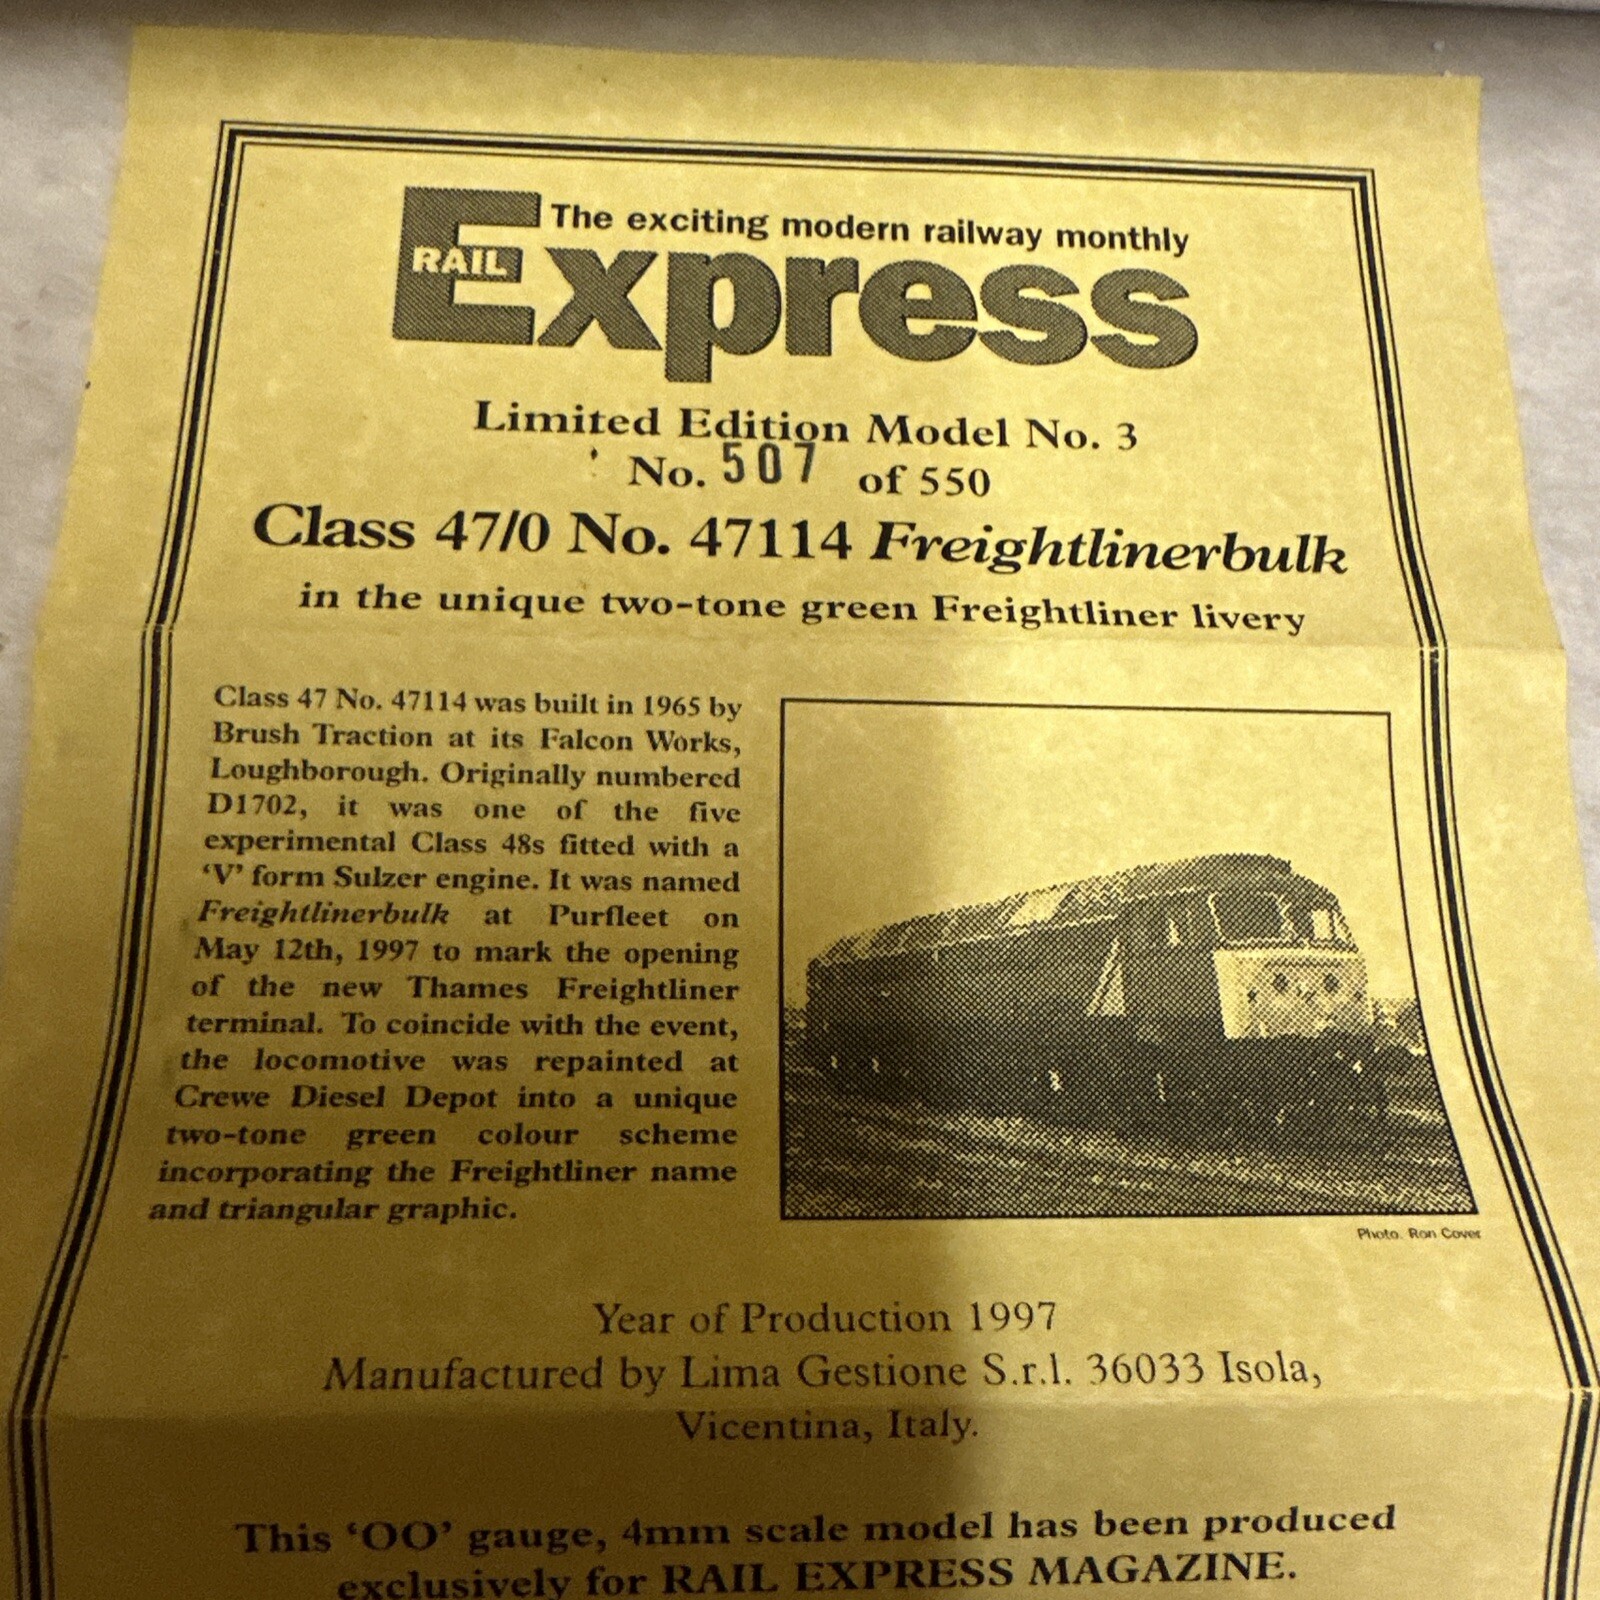 The exciting modern railway monthly
RAIL Express
Limited Edition Model No. 3
No. 507 of 550
Class 47/0 No. 47114 Freightlinerbulk
in the unique two-tone green Freightliner livery
Class 47 No. 47114 was built in 1965 by
Brush Traction at its Falcon Works,
Loughborough. Originally numbered
D1702, it was one of the five
experimental Class 48s fitted with a
‘V’ form Sulzer engine. It was named
Freightlinerbulk at Purfleet on
May 12th, 1997 to mark the opening
of the new Thames Freightliner
terminal. To coincide with the event,
the locomotive was repainted at
Crewe Diesel Depot into a unique
two-tone green colour scheme
incorporating the Freightliner name
and triangular graphic.
Photo. Ron Cover
Year of Production 1997
Manufactured by Lima Gestione S.r.l. 36033 Isola,
Vicentina, Italy.
This ‘OO’ gauge, 4mm scale model has been produced
exclusively for RAIL EXPRESS MAGAZINE.